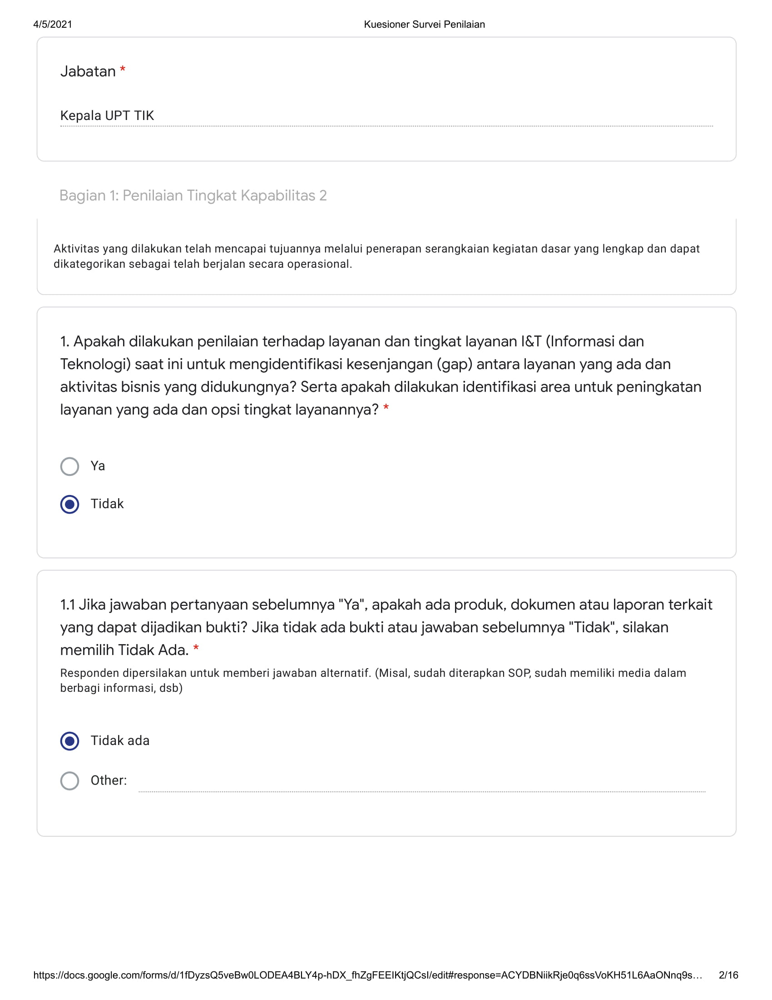 4/5/2021 Kuesioner Survei Penilaian
Jabatan *
Kepala UPT TIK
Bagian 1: Penilaian Tingkat Kapabilitas 2
Aktivitas yang dilakukan telah mencapai tujuannya melalui penerapan serangkaian kegiatan dasar yang lengkap dan dapat
dikategorikan sebagai telah berjalan secara operasional.
1. Apakah dilakukan penilaian terhadap layanan dan tingkat layanan I&T (Informasi dan
Teknologi) saat ini untuk mengidentifikasi kesenjangan (gap) antara layanan yang ada dan
aktivitas bisnis yang didukungnya? Serta apakah dilakukan identifikasi area untuk peningkatan
layanan yang ada dan opsi tingkat layanannya? *
Ya
Tidak
1.1 Jika jawaban pertanyaan sebelumnya "Ya", apakah ada produk, dokumen atau laporan terkait
yang dapat dijadikan bukti? Jika tidak ada bukti atau jawaban sebelumnya "Tidak", silakan
memilih Tidak Ada. *
Responden dipersilakan untuk memberi jawaban alternatif. (Misal, sudah diterapkan SOP, sudah memiliki media dalam
berbagi informasi, dsb)
Tidak ada
Other:
https://docs.google.com/forms/d/1fDyzsQ5veBw0LODEA4BLY4p-hDX_fhZgFEEIKtjQCsI/edit#response=ACYDBNiikRje0q6ssVoKH51L6AaONnq9s… 2/16